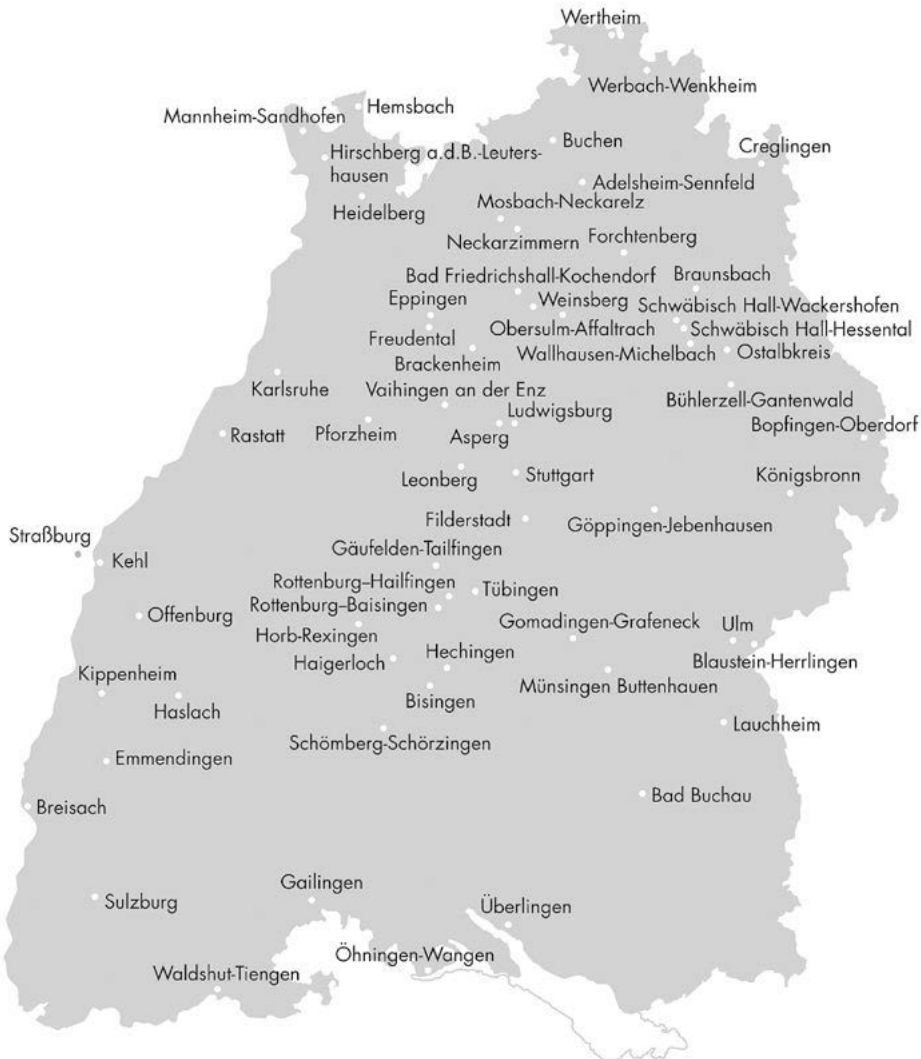 Wertheim
Werbach-Wenkheim
Hemsbach
Mannheim-Sandhofen
Buchen
Creglingen
Hirschberg a.d.B.-Leuters-
hausen
Adelsheim-Sennfeld
Mosbach-Neckarelz
Heidelberg
Neckarzimmern
Forchtenberg
Bad Friedrichshall-Kochendorf
Braunsbach
Eppingen
Weinsberg
Schwäbisch Hall-Wackershofen
Obersulm-Affaltrach
Schwäbisch Hall-Hessental
Freudental
Wallhausen-Michelbach
Ostalbkreis
Brackenheim
Karlsruhe
Vaihingen an der Enz
Bühlerzell-Gantenwald
Ludwigsburg
Bopfingen-Oberdorf
Rastatt
Pforzheim
Asperg
Leonberg
Stuttgart
Königsbronn
Filderstadt
Göppingen-Jebenhausen
Straßburg
Gäufelden-Tailfingen
Kehl
Rottenburg–Hailfingen
Tübingen
Rottenburg–Baisingen
Offenburg
Gomadingen-Grafeneck
Ulm
Horb-Rexingen
Hechingen
Haigerloch
Blaustein-Herrlingen
Kippenheim
Münsingen Buttenhauen
Bisingen
Haslach
Lauchheim
Schömberg-Schörzingen
Emmendingen
Bad Buchau
Breisach
Gailingen
Sulzburg
Überlingen
Öhningen-Wangen
Waldshut-Tiengen